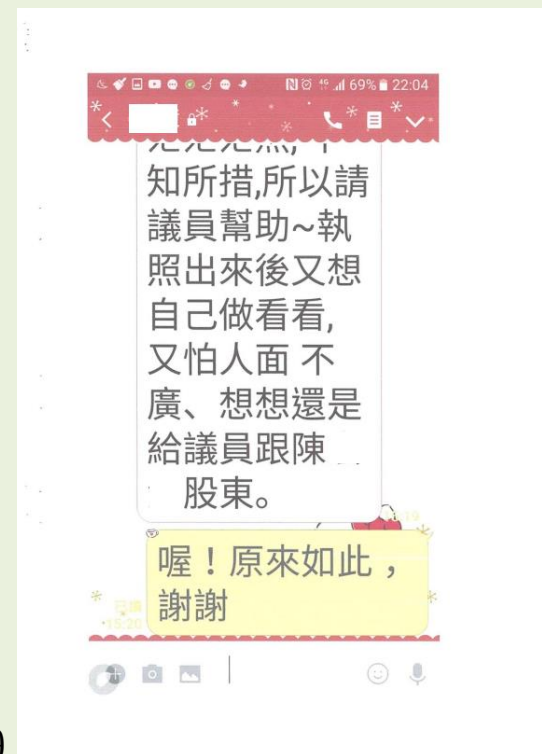 69% 22:04
知所措,所以請
議員幫助~執
照出來後又想
自己做看看,
又怕人面 不
廣、想想還是
給議員跟陳
股東。
喔！原來如此，
謝謝
已讀
15:20